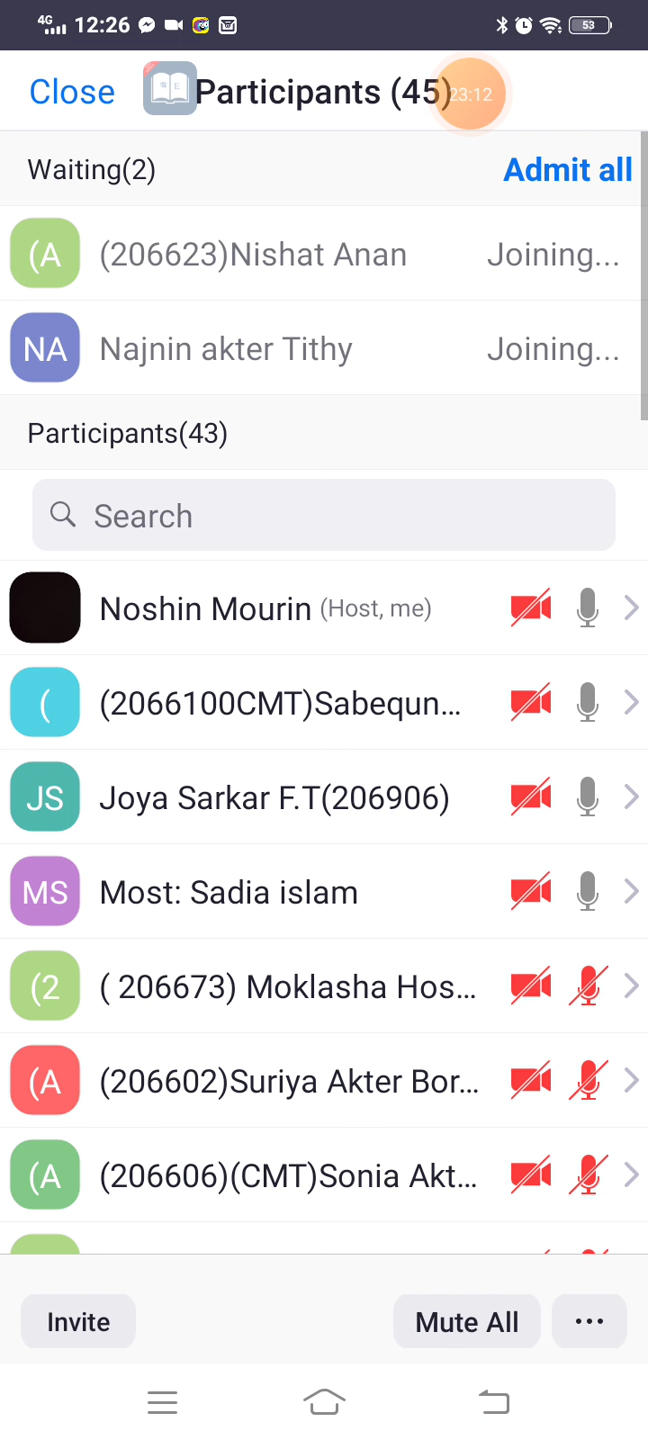 4G 12:26 53
Close Participants (45) 23:12
Waiting(2) Admit all
(A (206623)Nishat Anan Joining...
NA Najnin akter Tithy Joining...
Participants(43)
Search
Noshin Mourin (Host, me)
( (2066100CMT)Sabequn...
JS Joya Sarkar F.T(206906)
MS Most: Sadia islam
(2 ( 206673) Moklasha Hos...
(A (206602)Suriya Akter Bor...
(A (206606)(CMT)Sonia Akt...
Invite Mute All ...